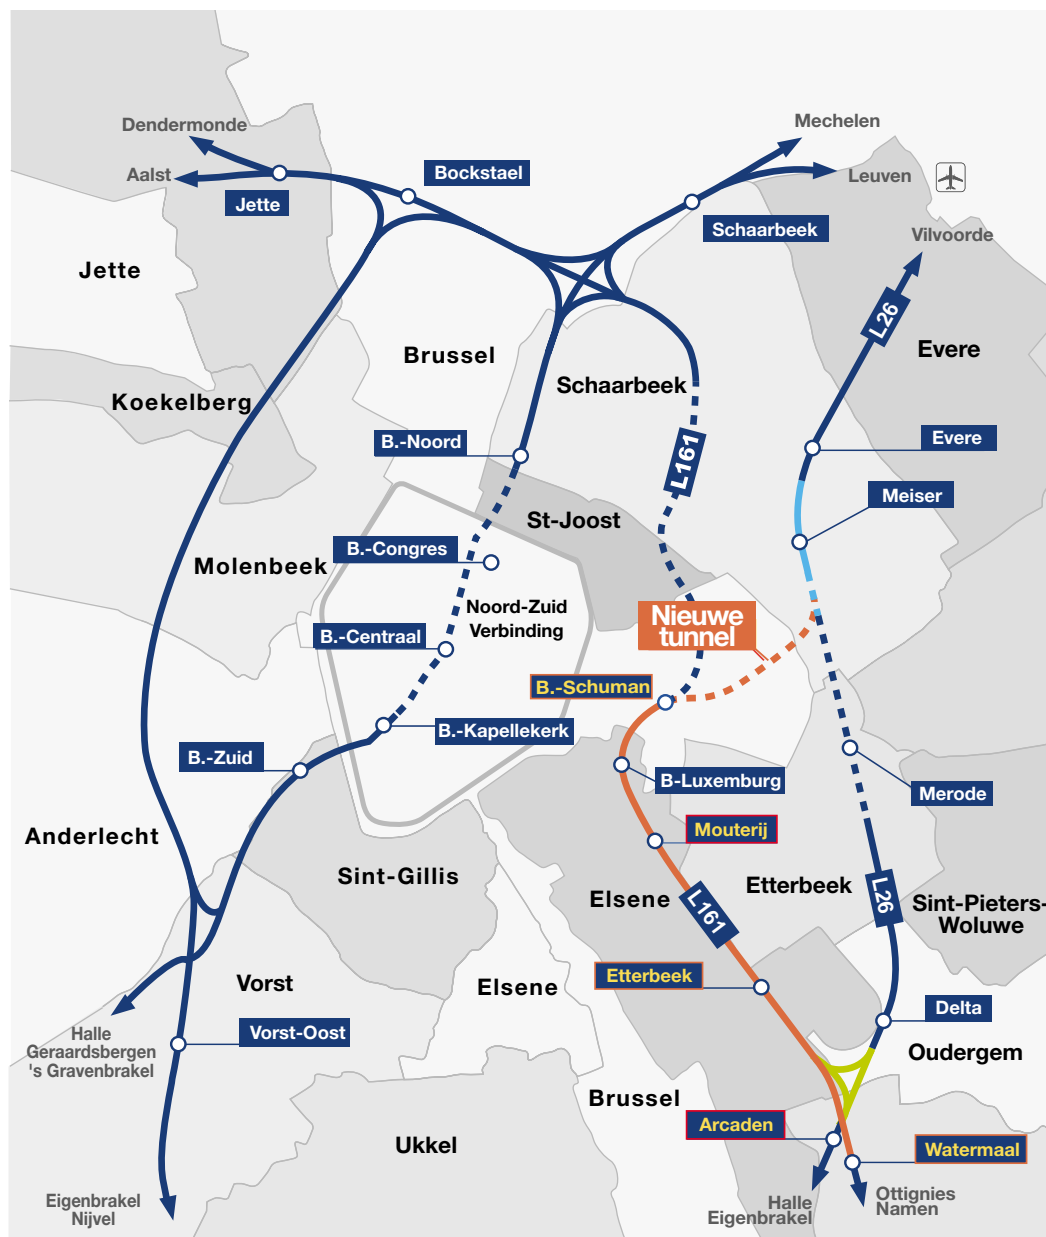 Mechelen
Dendermonde
Bockstael
Aalst
Leuven
Jette
Schaarbeek
Vilvoorde
Jette
L26
Evere
Brussel
Schaarbeek
Koekelberg
B.-Noord
Evere
L161
Meiser
St-Joost
B.-Congres
Molenbeek
Noord-Zuid
Verbinding
Nieuwe
tunnel
B.-Centraal
B.-Schuman
B.-Kapellekerk
B.-Zuid
B-Luxemburg
Merode
Mouterij
Anderlecht
Sint-Gillis
Etterbeek
L26
Elsene
L161
Sint-Pieters-
Woluwe
Etterbeek
Vorst
Elsene
Delta
Vorst-Oost
Halle
Geraardsbergen
's Gravenbrakel
Oudergem
Brussel
Arcaden
Ukkel
Watermaal
Eigenbrakel
Nijvel
Halle
Eigenbrakel
Ottignies
Namen